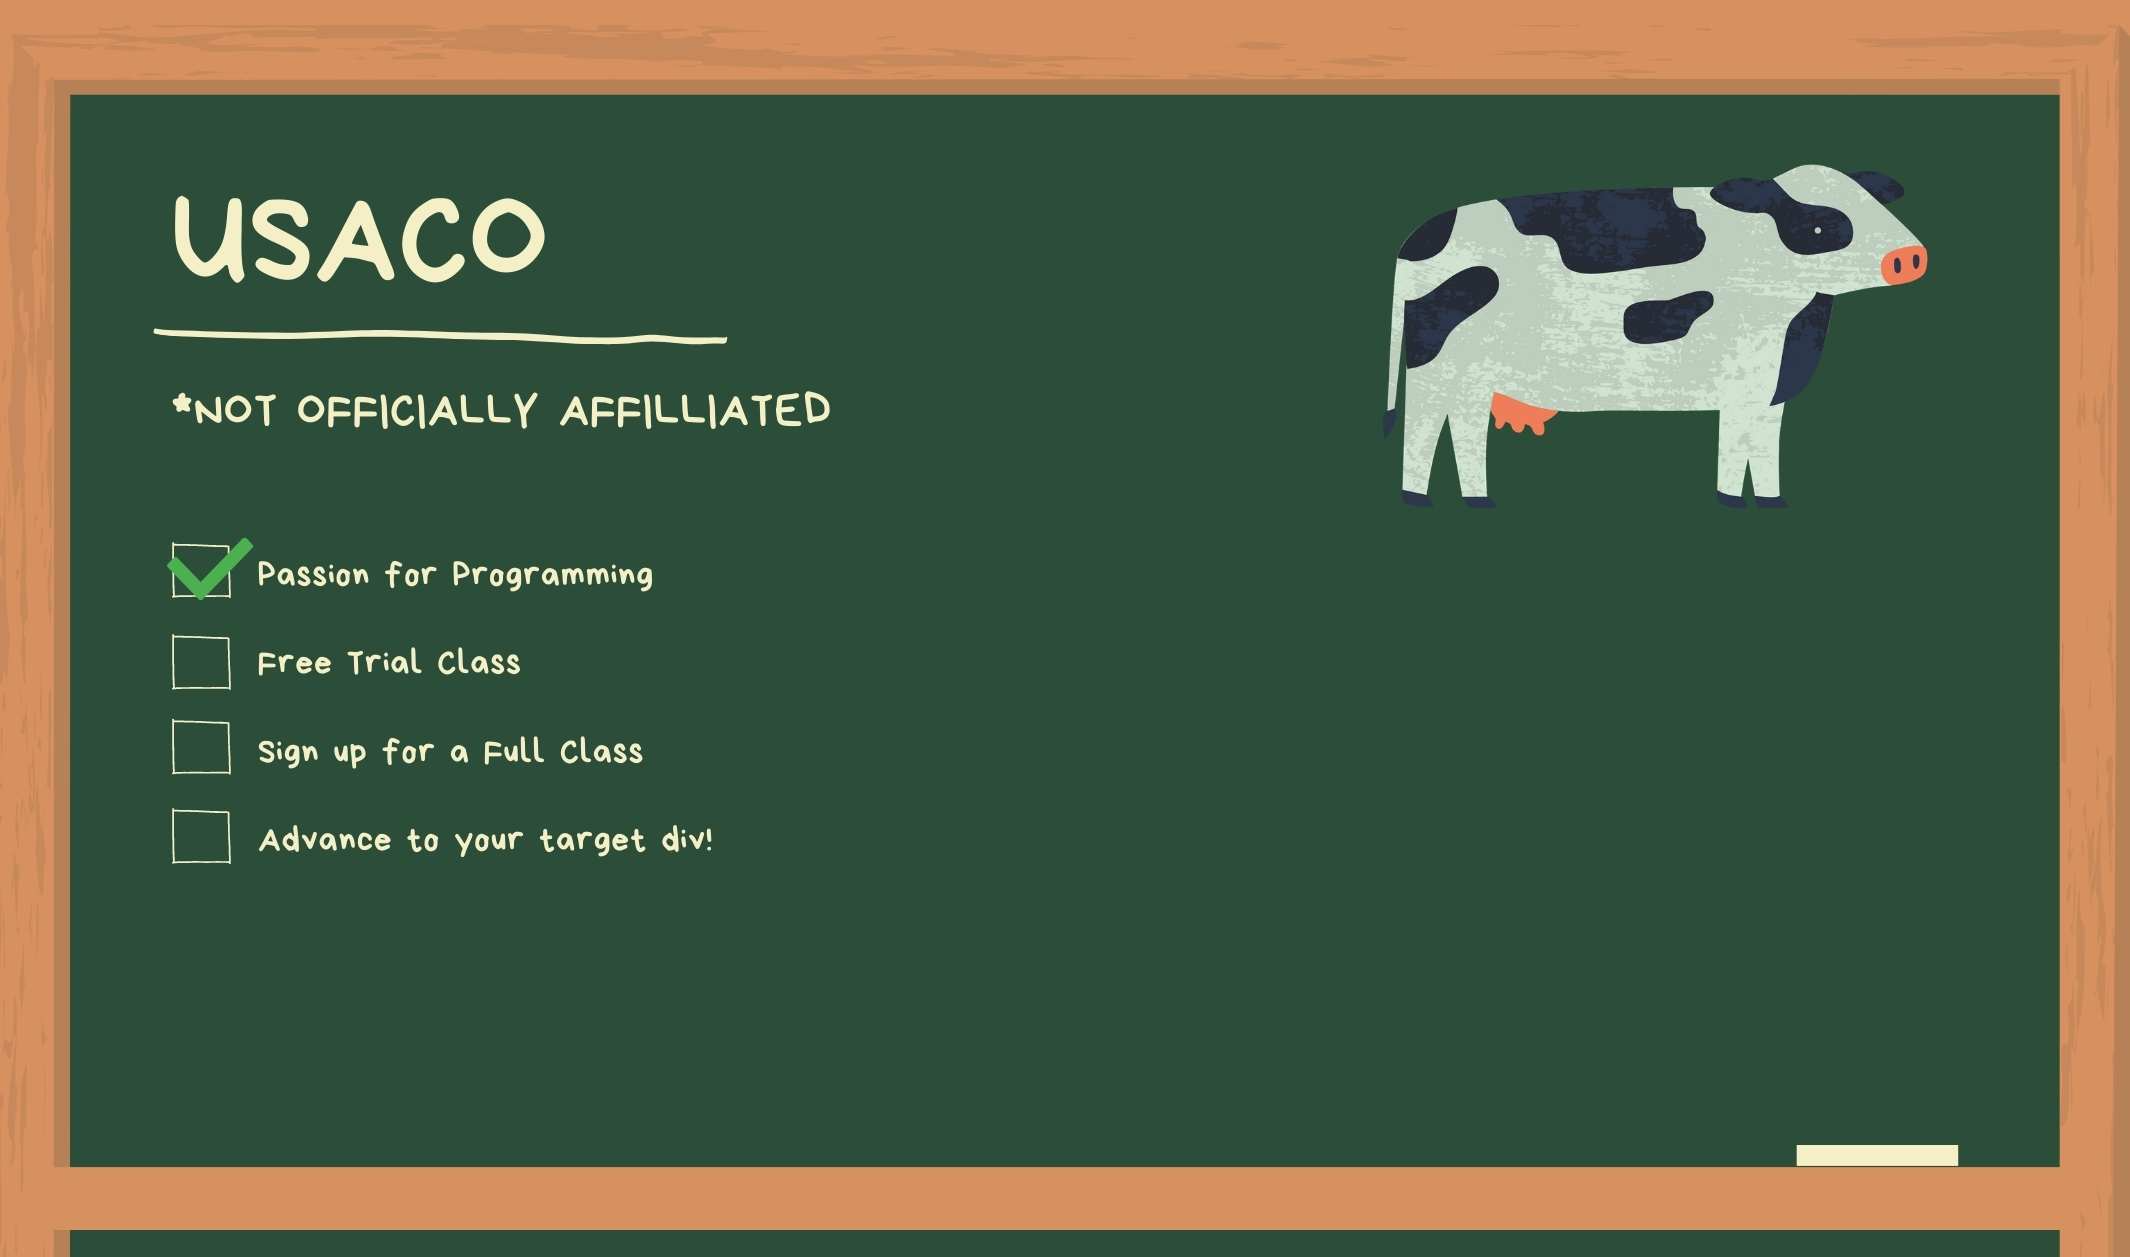 USACO
*NOT OFFICIALLY AFFILLIATED
Passion for Programming
Free Trial Class
Sign up for a Full Class
Advance to your target div!